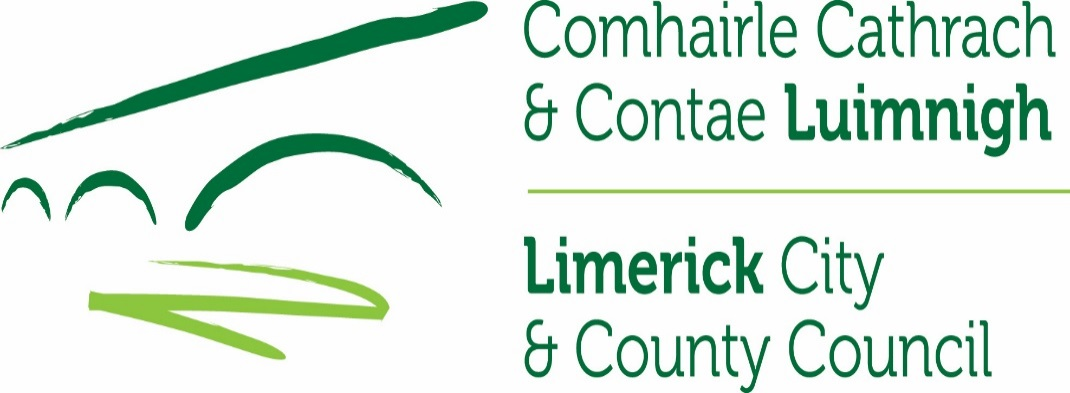 Comhairle Cathrach
& Contae Luimnigh
Limerick City
& County Council